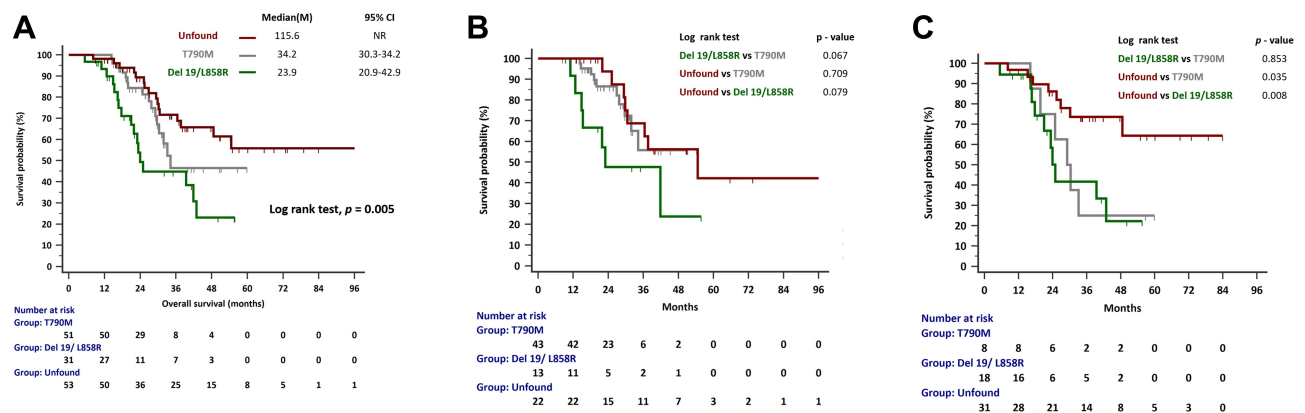 A
Median(M) 95% CI
Unfound 115.6 NR
T790M 34.2 30.3-34.2
Del 19/L858R 23.9 20.9-42.9
Survival probability (%)
100
90
80
70
60
50
40
30
20
10
0
Log rank test, p = 0.005
0 12 24 36 48 60 72 84 96
Overall survival (months)
Number at risk
Group: T790M
51 50 29 8 4 0 0 0 0
Group: Del 19/ L858R
31 27 11 7 3 0 0 0 0
Group: Unfound
53 50 36 25 15 8 5 1 1
B
Log rank test p - value
Del 19/L858R vs T790M 0.067
Unfound vs T790M 0.709
Unfound vs Del 19/L858R 0.079
Survival probability (%)
100
90
80
70
60
50
40
30
20
10
0
0 12 24 36 48 60 72 84 96
Months
Number at risk
Group: T790M
43 42 23 6 2 0 0 0 0
Group: Del 19/ L858R
13 11 5 2 1 0 0 0 0
Group: Unfound
22 22 15 11 7 3 2 1 1
C
Log rank test p - value
Del 19/L858R vs T790M 0.853
Unfound vs T790M 0.035
Unfound vs Del 19/L858R 0.008
Survival probability (%)
100
90
80
70
60
50
40
30
20
10
0
0 12 24 36 48 60 72 84 96
Months
Number at risk
Group: T790M
8 8 6 2 2 0 0 0
Group: Del 19/ L858R
18 16 6 5 2 0 0 0
Group: Unfound
31 28 21 14 8 5 3 0